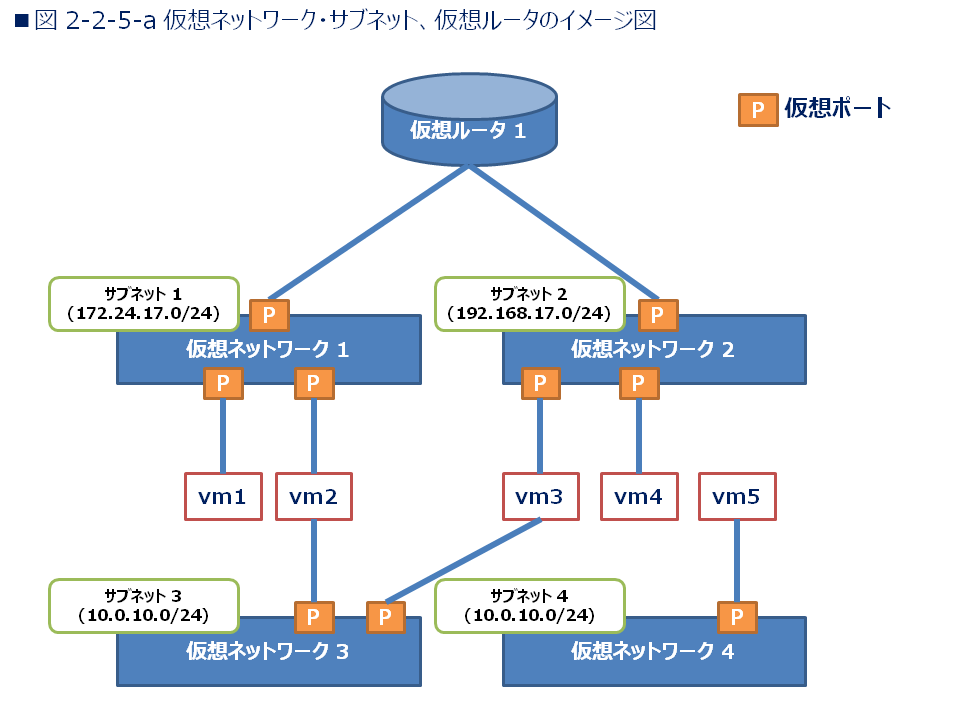 ■図 2-2-5-a 仮想ネットワーク・サブネット、仮想ルータのイメージ図
P 仮想ポート
仮想ルータ 1
サブネット 1
（172.24.17.0/24）
P
サブネット 2
（192.168.17.0/24）
P
仮想ネットワーク 1
仮想ネットワーク 2
P
P
P
P
vm1
vm2
vm3
vm4
vm5
サブネット 3
（10.0.10.0/24）
P
P
サブネット 4
（10.0.10.0/24）
P
仮想ネットワーク 3
仮想ネットワーク 4